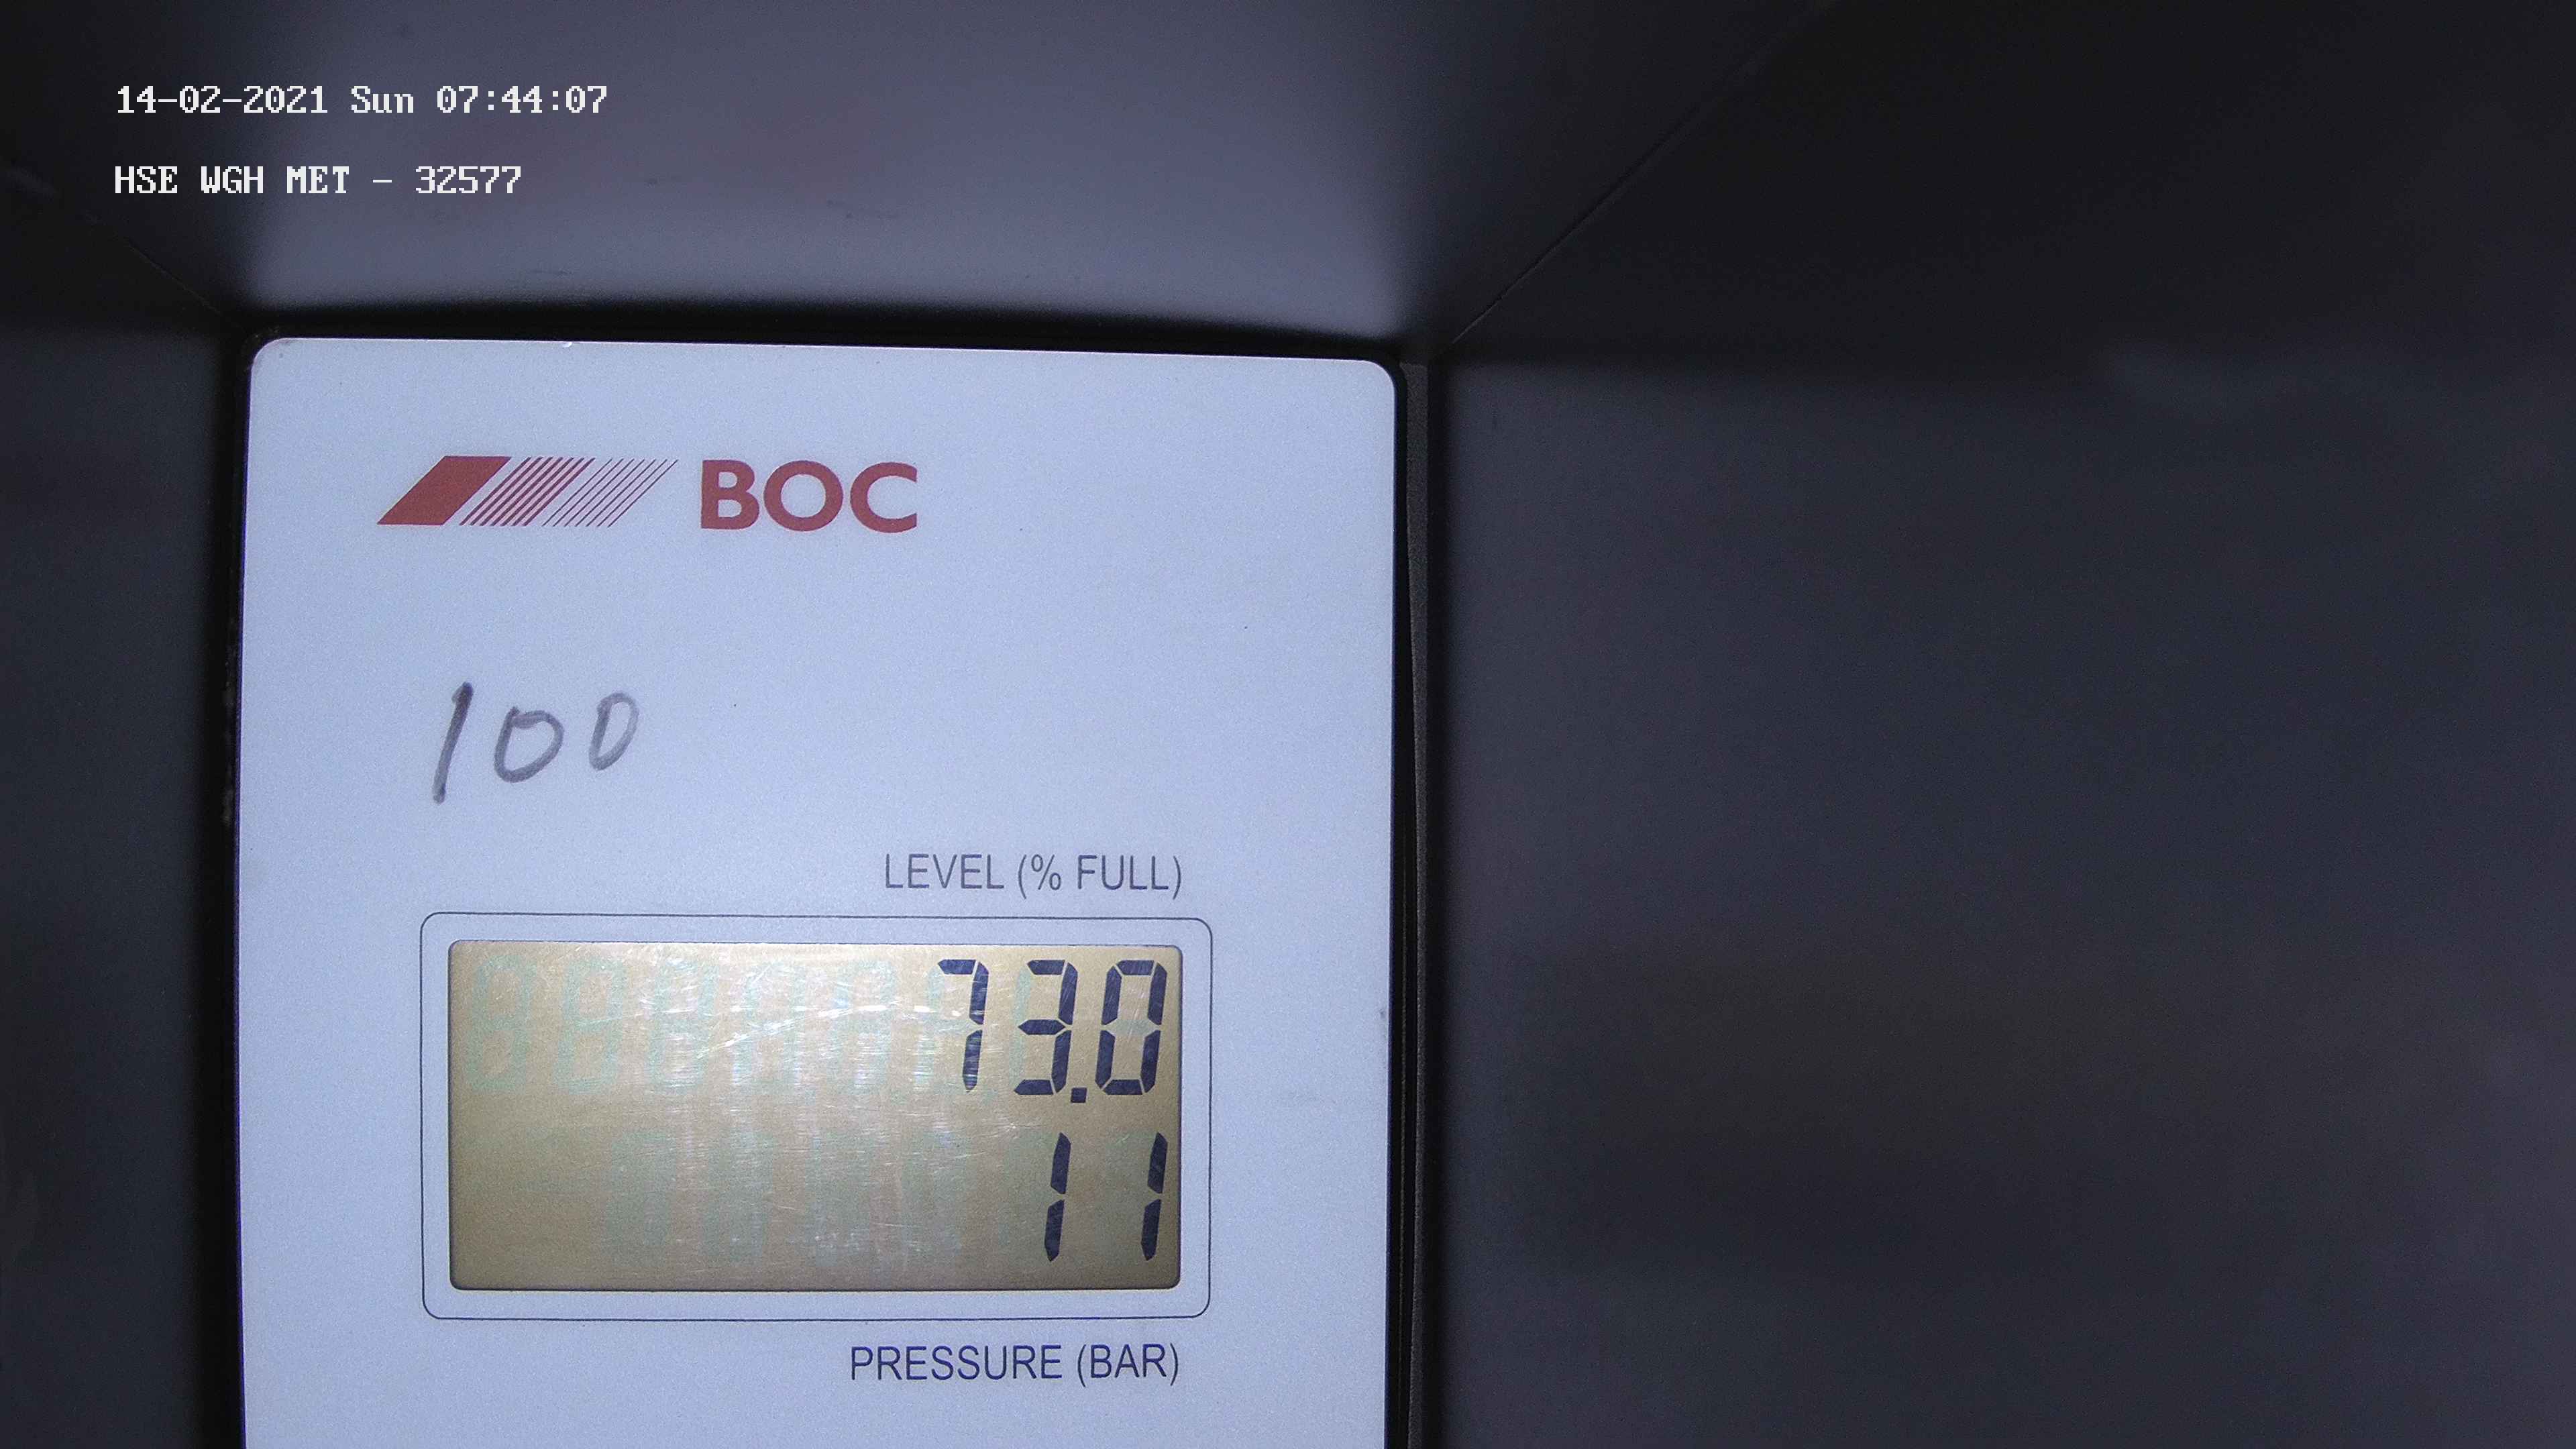 14-02-2021 Sun 07:44:07
HSE WGH MET - 32577
BOC
100
LEVEL (% FULL)
73.0
11
PRESSURE (BAR)